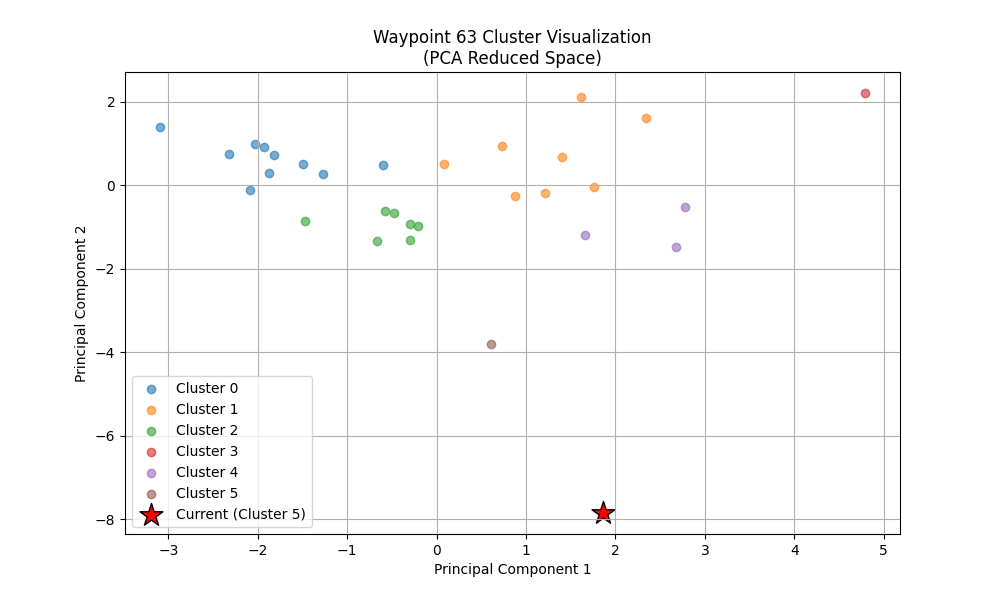 Waypoint 63 Cluster Visualization
(PCA Reduced Space)
Principal Component 2
2
0
−2
−4
−6
−8
Cluster 0
Cluster 1
Cluster 2
Cluster 3
Cluster 4
Cluster 5
Current (Cluster 5)
−3
−2
−1
0
1
2
3
4
5
Principal Component 1